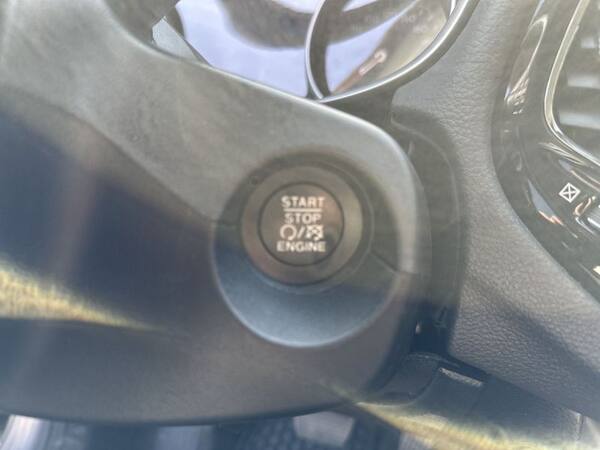 START
STOP
/
ENGINE